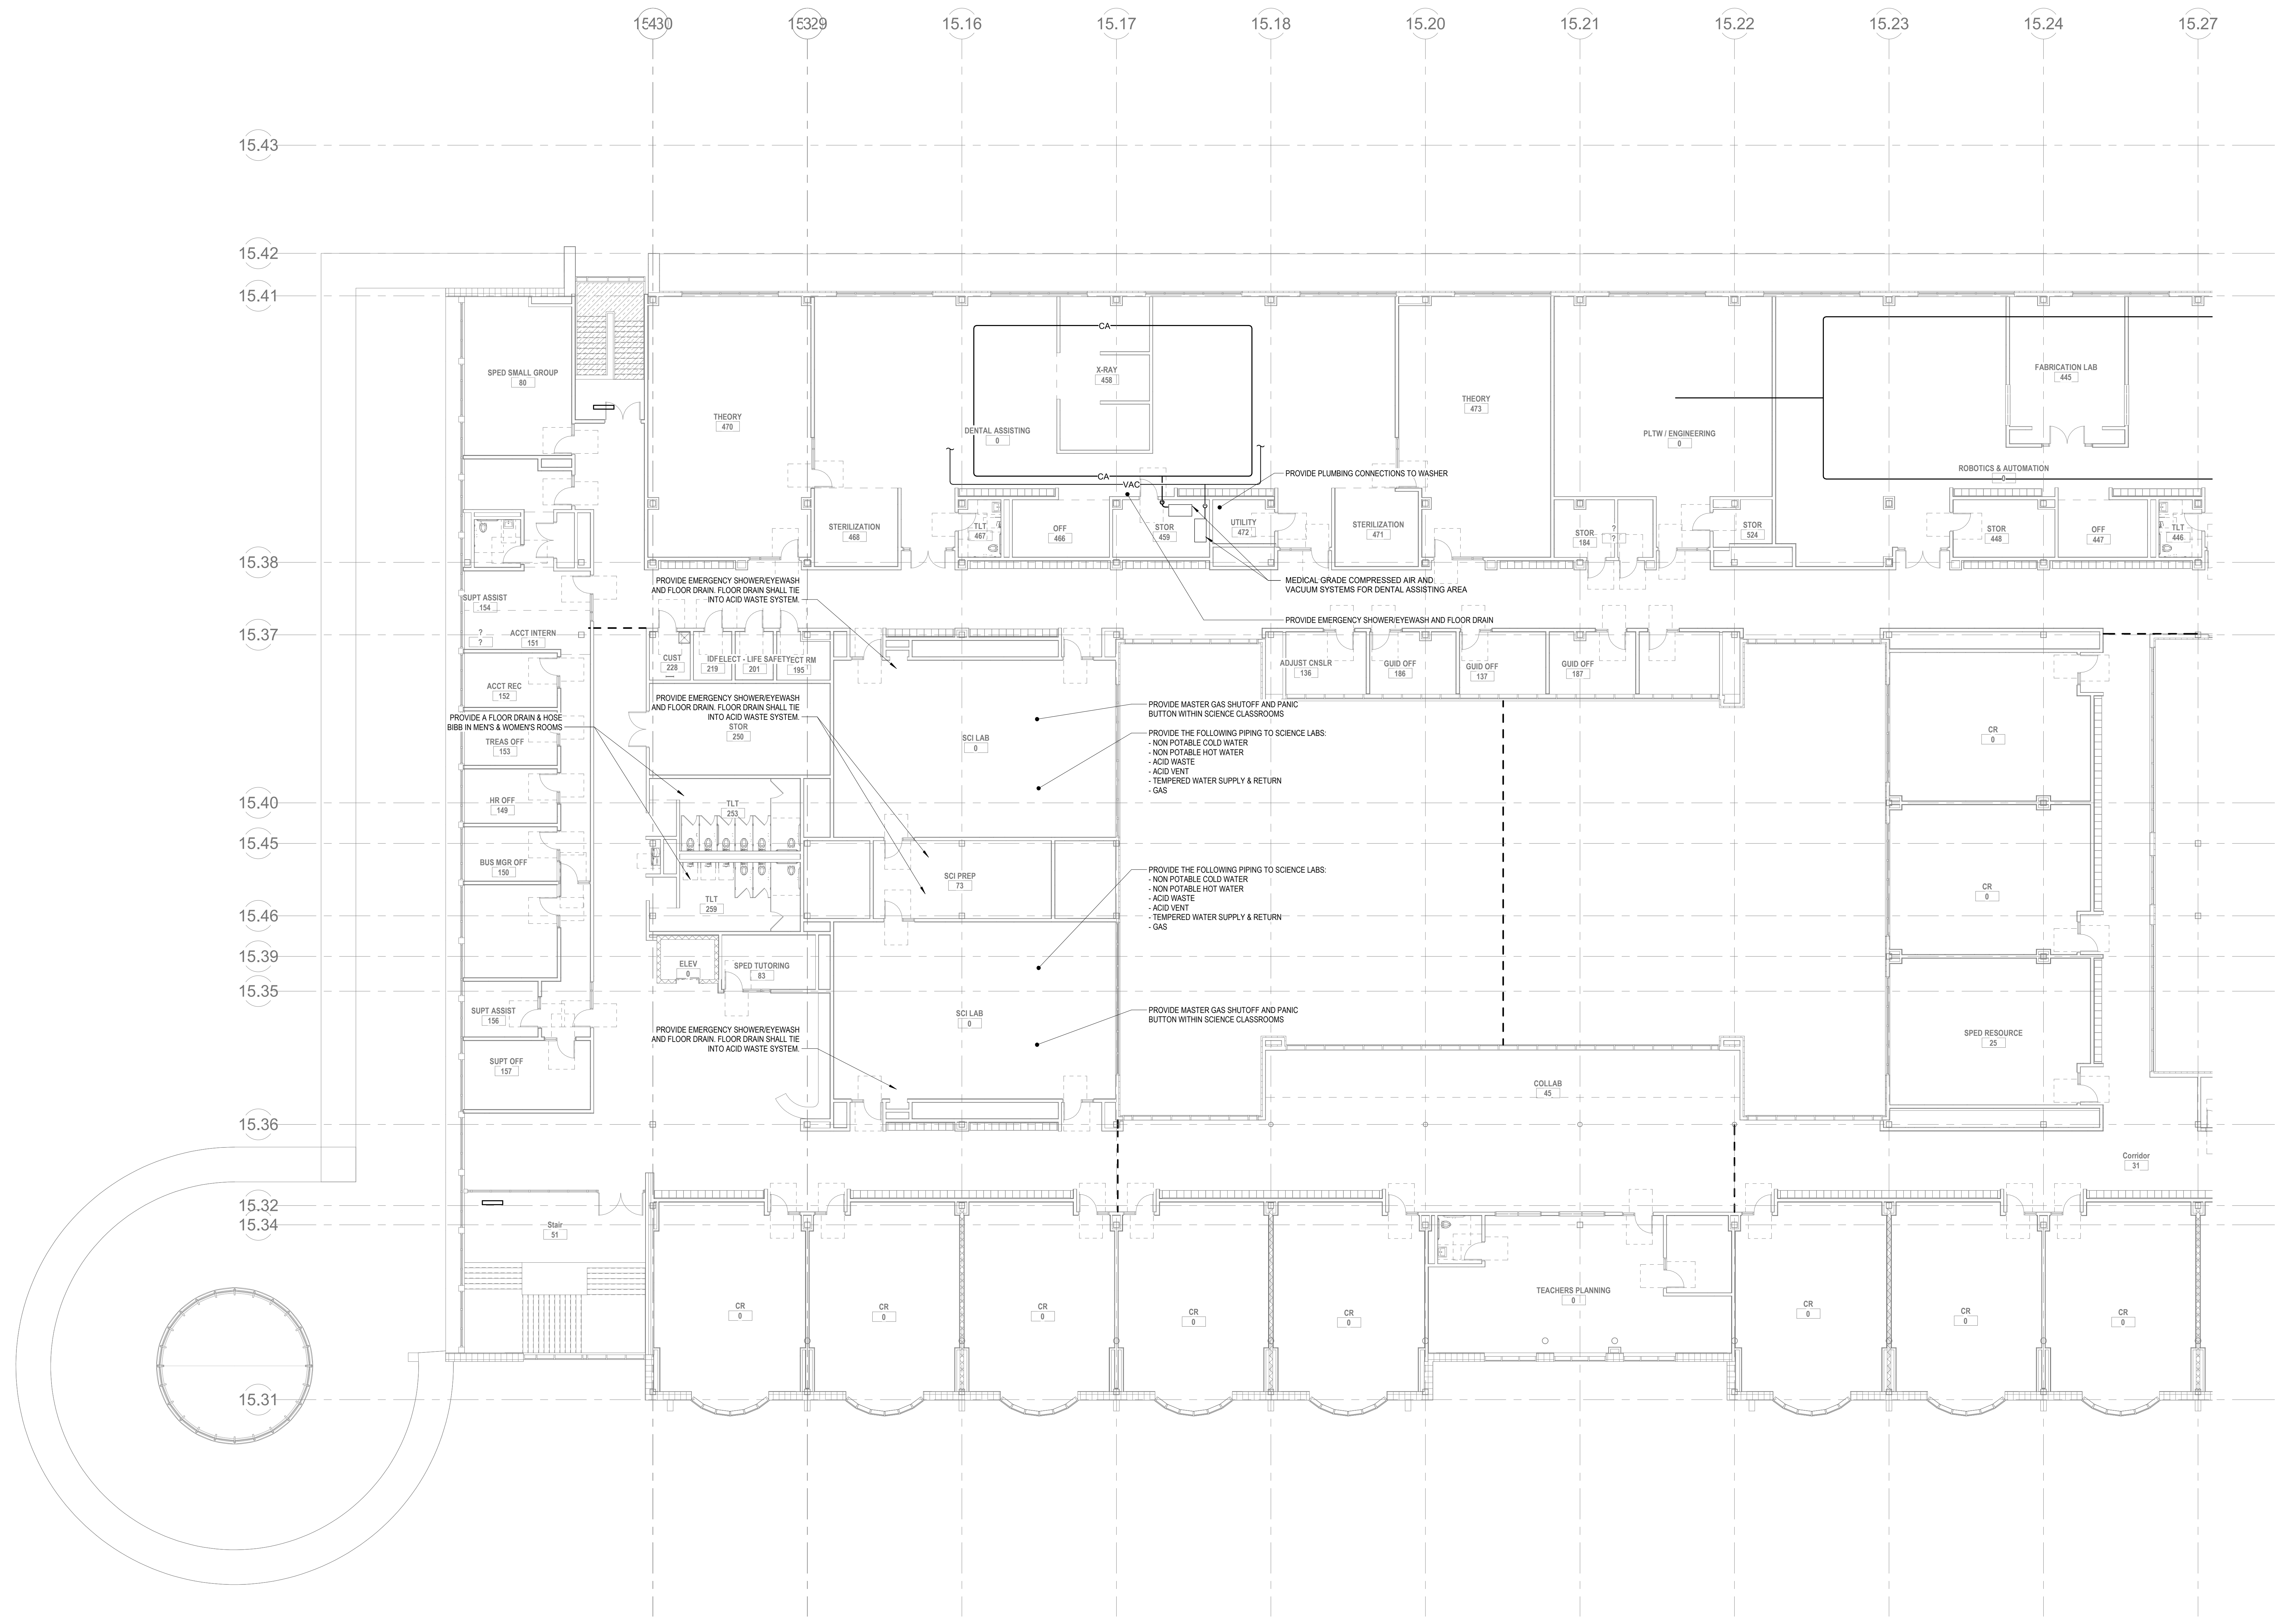 15430
15329
15.16
15.17
15.18
15.20
15.21
15.22
15.23
15.24
15.27
15.43
15.42
15.41
15.38
15.37
15.40
15.45
15.46
15.39
15.35
15.36
15.32
15.34
15.31
SPED SMALL GROUP
80
THEORY
470
DENTAL ASSISTING
0
X-RAY
458
CA
CA
VAC
THEORY
473
PLTW / ENGINEERING
0
FABRICATION LAB
445
ROBOTICS & AUTOMATION
0
PROVIDE PLUMBING CONNECTIONS TO WASHER
STERILIZATION
468
TLT
467
OFF
466
STOR
459
UTILITY
472
STERILIZATION
471
STOR
184
?
?
STOR
524
STOR
448
OFF
447
TLT
446
MEDICAL GRADE COMPRESSED AIR AND
VACUUM SYSTEMS FOR DENTAL ASSISTING AREA
PROVIDE EMERGENCY SHOWER/EYEWASH AND FLOOR DRAIN
PROVIDE EMERGENCY SHOWER/EYEWASH
AND FLOOR DRAIN. FLOOR DRAIN SHALL TIE
INTO ACID WASTE SYSTEM.
SUPT ASSIST
154
?
?
ACCT INTERN
151
ACCT REC
152
CUST
228
IDF
219
ELECT - LIFE SAFETY
201
ECT RM
195
ADJUST CNSLR
136
GUID OFF
186
GUID OFF
137
GUID OFF
187
PROVIDE EMERGENCY SHOWER/EYEWASH
AND FLOOR DRAIN. FLOOR DRAIN SHALL TIE
INTO ACID WASTE SYSTEM.
PROVIDE A FLOOR DRAIN & HOSE
BIBB IN MEN'S & WOMEN'S ROOMS
STOR
250
TREAS OFF
153
SCI LAB
0
PROVIDE MASTER GAS SHUTOFF AND PANIC
BUTTON WITHIN SCIENCE CLASSROOMS
PROVIDE THE FOLLOWING PIPING TO SCIENCE LABS:
- NON POTABLE COLD WATER
- NON POTABLE HOT WATER
- ACID WASTE
- ACID VENT
- TEMPERED WATER SUPPLY & RETURN
- GAS
CR
0
HR OFF
149
TLT
253
BUS MGR OFF
150
TLT
259
SCI PREP
73
PROVIDE THE FOLLOWING PIPING TO SCIENCE LABS:
- NON POTABLE COLD WATER
- NON POTABLE HOT WATER
- ACID WASTE
- ACID VENT
- TEMPERED WATER SUPPLY & RETURN
- GAS
CR
0
ELEV
0
SPED TUTORING
83
SUPT ASSIST
156
SUPT OFF
157
SCI LAB
0
PROVIDE MASTER GAS SHUTOFF AND PANIC
BUTTON WITHIN SCIENCE CLASSROOMS
PROVIDE EMERGENCY SHOWER/EYEWASH
AND FLOOR DRAIN. FLOOR DRAIN SHALL TIE
INTO ACID WASTE SYSTEM.
SPED RESOURCE
25
COLLAB
45
Corridor
31
Stair
51
CR
0
CR
0
CR
0
CR
0
CR
0
TEACHERS PLANNING
0
CR
0
CR
0
CR
0